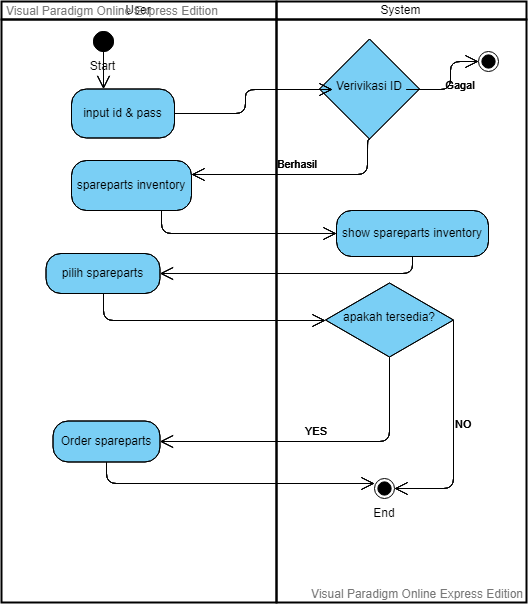 Visual Paradigm Online Express Edition
User
System
Start
Verivikasi ID
Gagal
input id & pass
Berhasil
spareparts inventory
show spareparts inventory
pilih spareparts
apakah tersedia?
NO
YES
Order spareparts
End
Visual Paradigm Online Express Edition